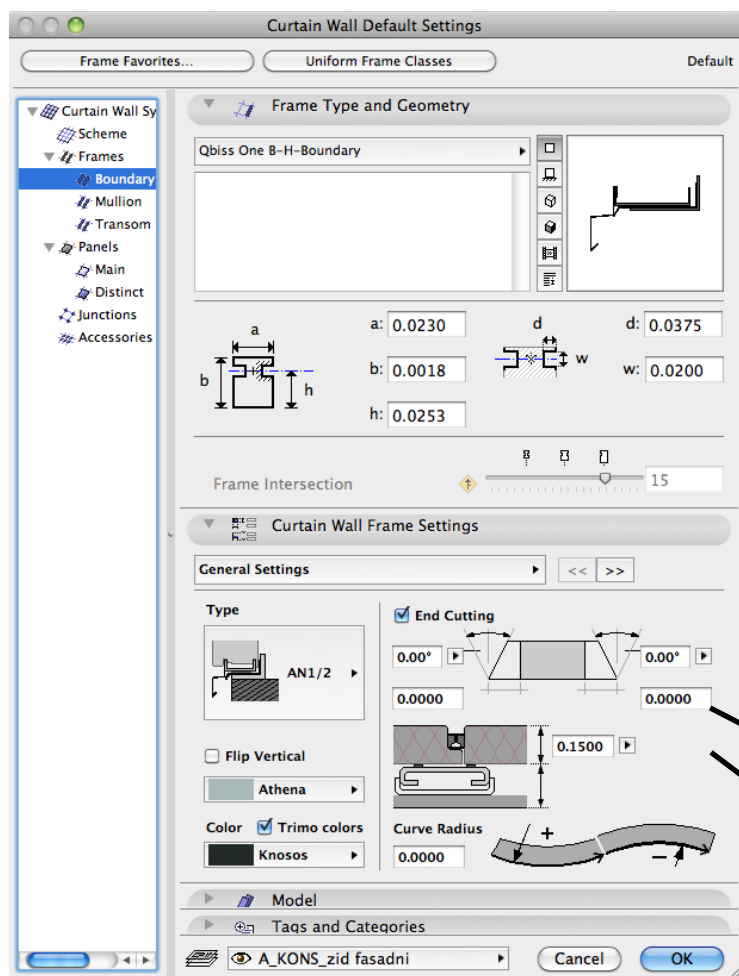 Curtain Wall Default Settings
Frame Favorites...
Uniform Frame Classes
Default
Curtain Wall Sy
Scheme
Frames
Boundary
Mullion
Transom
Panels
Main
Distinct
Junctions
Accessories
Frame Type and Geometry
Qbiss One B-H-Boundary
a
b
h
a: 0.0230
b: 0.0018
h: 0.0253
d
w
d: 0.0375
w: 0.0200
Frame Intersection
15
Curtain Wall Frame Settings
General Settings
<< >>
Type
AN1/2
Flip Vertical
Athena
Color
Trimo colors
Knosos
End Cutting
0.00°
0.00°
0.0000
0.0000
0.1500
Curve Radius
0.0000
+
−
Model
Tags and Categories
A_KONS_zid fasadni
Cancel
OK